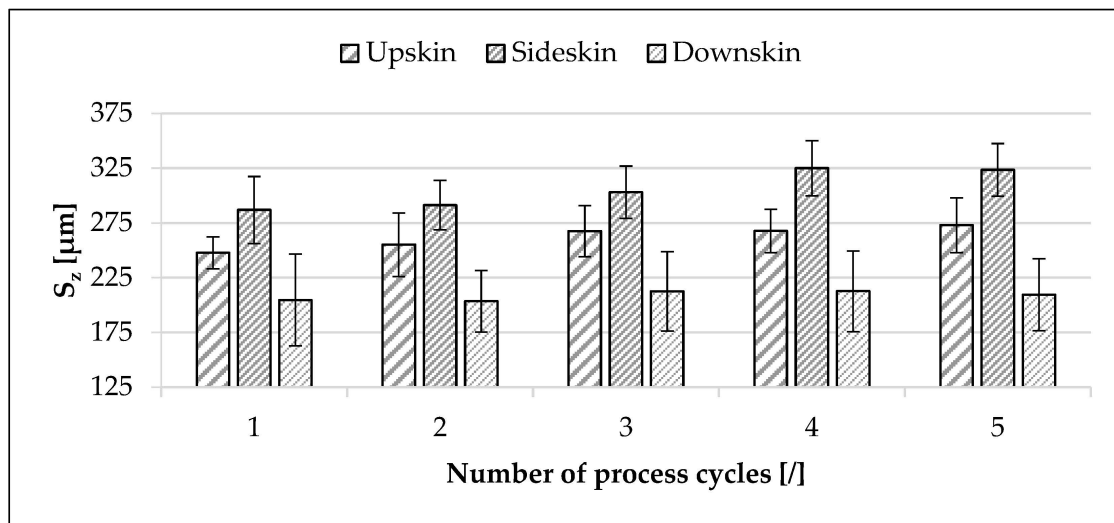 Upskin Sideskin Downskin
375
325
275
225
175
125
S_z [μm]
1 2 3 4 5
Number of process cycles [/]